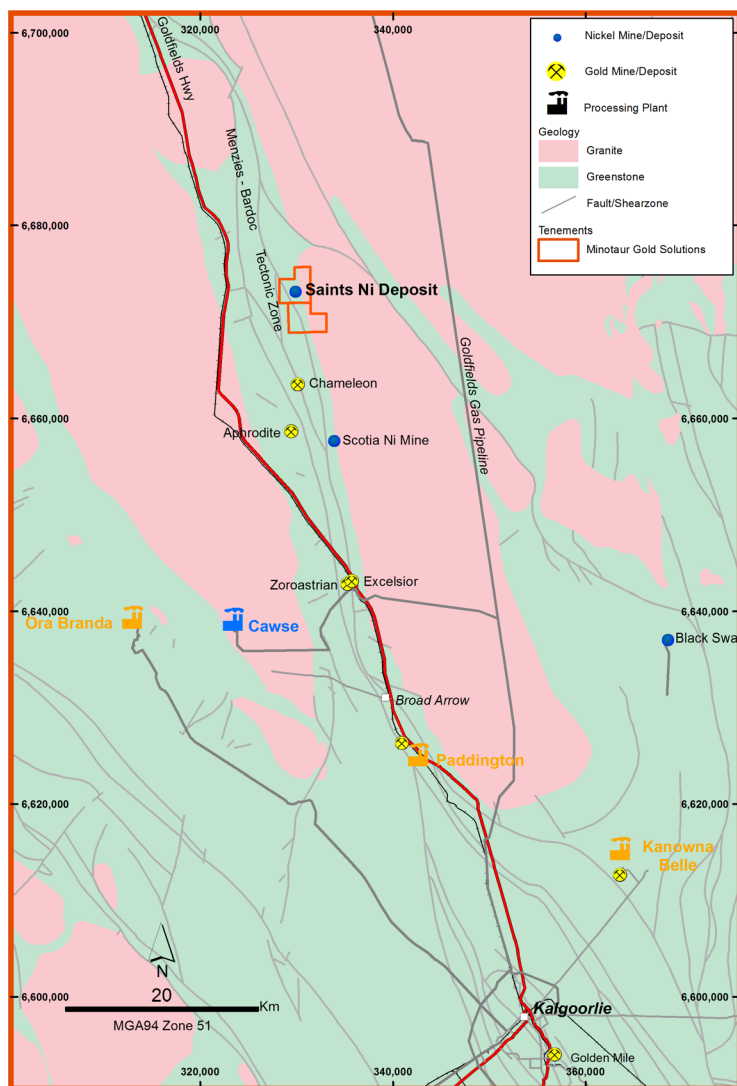 320,000
340,000
6,700,000
Goldfields Hwy
Nickel Mine/Deposit
Gold Mine/Deposit
Processing Plant
Geology
Granite
Greenstone
Fault/Shearzone
Tenements
Minotaur Gold Solutions
Menzies - Bardoc
Tectonic Zone
6,680,000
Saints Ni Deposit
Goldfields Gas Pipeline
Chameleon
6,660,000
6,660,000
Aphrodite
Scotia Ni Mine
Zoroastrian
Excelsior
6,640,000
6,640,000
Ora Branda
Cawse
Black Swa
Broad Arrow
Paddington
6,620,000
6,620,000
Kanowna
Belle
N
20
Km
MGA94 Zone 51
6,600,000
6,600,000
Kalgoorlie
Golden Mile
320,000
340,000
360,000